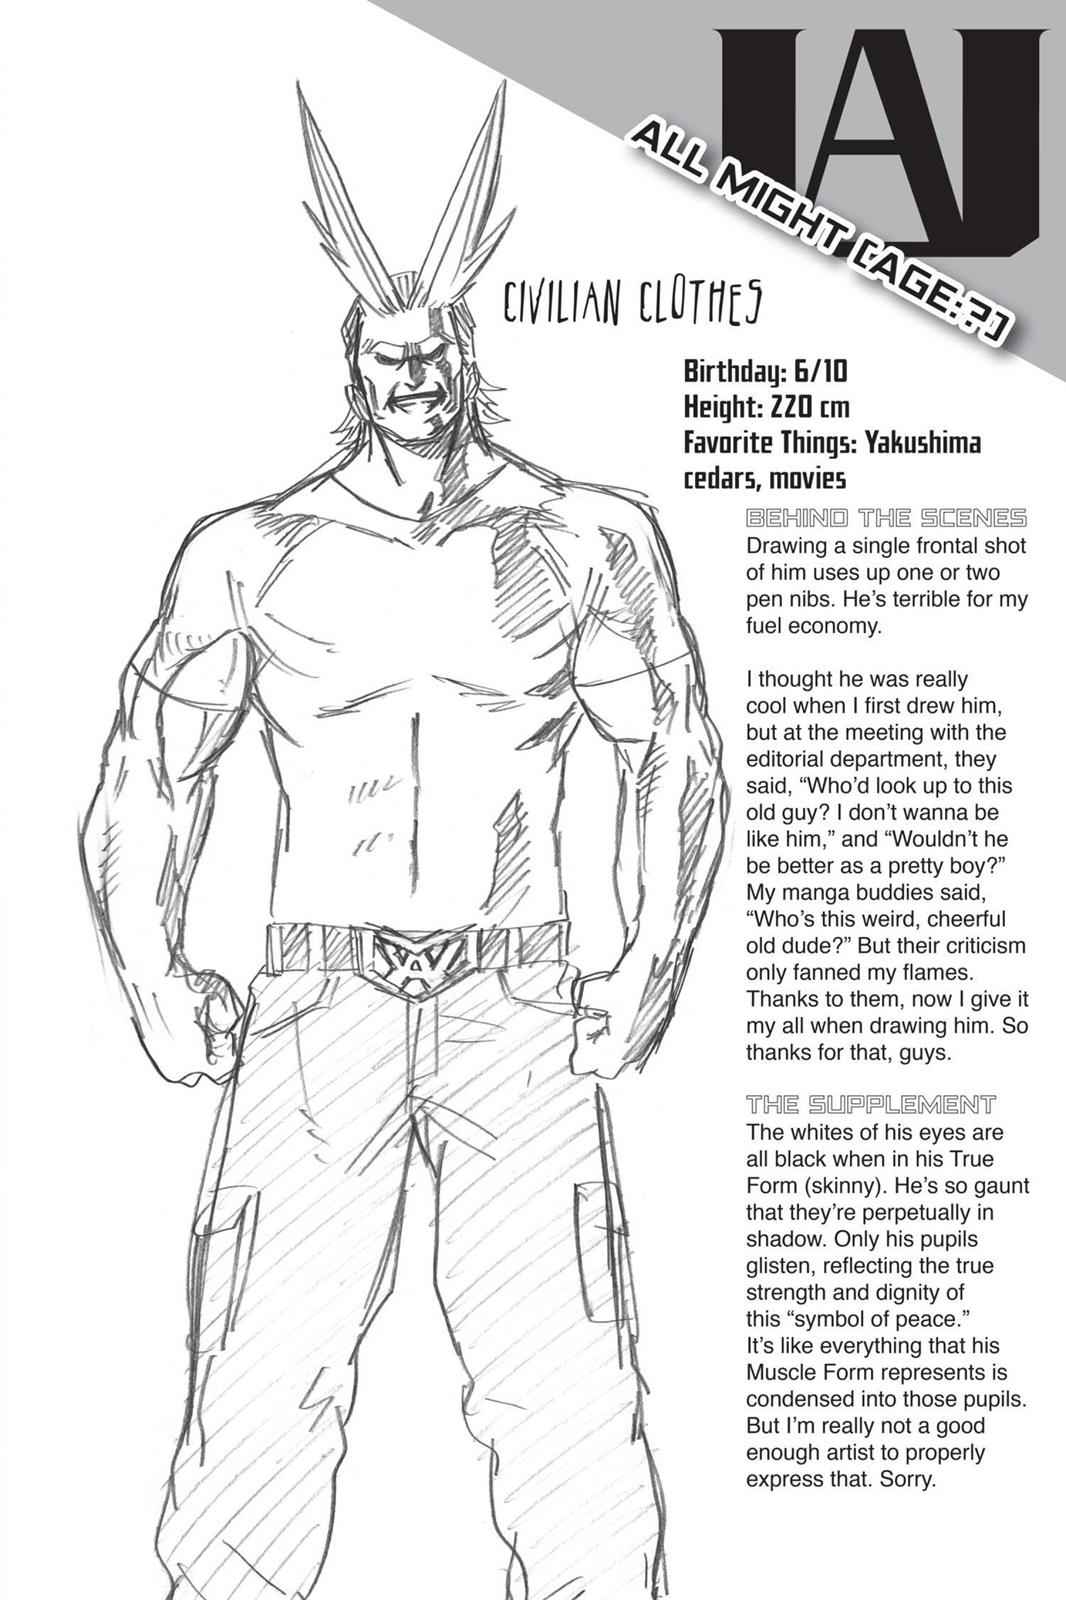 UA
ALL MIGHT (AGE:?)
CIVILIAN CLOTHES
Birthday: 6/10
Height: 220 cm
Favorite Things: Yakushima
cedars, movies
BEHIND THE SCENES
Drawing a single frontal shot
of him uses up one or two
pen nibs. He's terrible for my
fuel economy.
I thought he was really
cool when I first drew him,
but at the meeting with the
editorial department, they
said, “Who'd look up to this
old guy? I don't wanna be
like him,” and “Wouldn't he
be better as a pretty boy?”
My manga buddies said,
“Who's this weird, cheerful
old dude?” But their criticism
only fanned my flames.
Thanks to them, now I give it
my all when drawing him. So
thanks for that, guys.
THE SUPPLEMENT
The whites of his eyes are
all black when in his True
Form (skinny). He's so gaunt
that they're perpetually in
shadow. Only his pupils
glisten, reflecting the true
strength and dignity of
this “symbol of peace.”
It's like everything that his
Muscle Form represents is
condensed into those pupils.
But I'm really not a good
enough artist to properly
express that. Sorry.